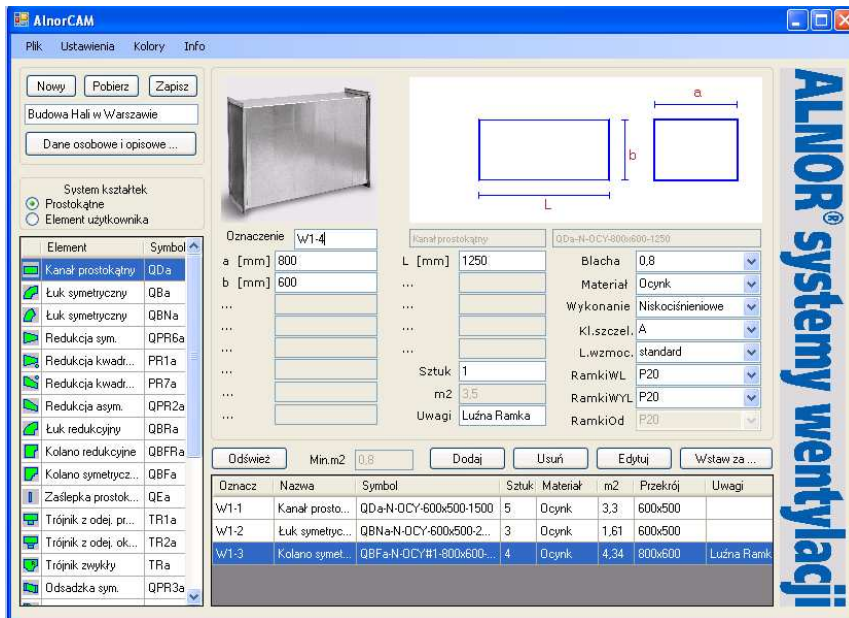 AlnorCAM
Plik Ustawienia Kolory Info
Nowy Pobierz Zapisz
Budowa Hali w Warszawie
Dane osobowe i opisowe ...
System kształtek
Prostokątne
Element użytkownika
Element Symbol
Kanał prostokątny QDa
Łuk symetryczny QBa
Łuk symetryczny QBNa
Redukcja sym. QPR6a
Redukcja kwadr... PR1a
Redukcja kwadr... PR7a
Redukcja asym. QPR2a
Łuk redukcyjny QBRa
Kolano redukcyjne QBFRa
Kolano symetrycz... QBFa
Zaślepka prostok... QEa
Trójnik z odej. pr... TR1a
Trójnik z odej. ok... TR2a
Trójnik zwykły TRa
Odsadzka sym. QPR3a
a
b
L
Oznaczenie W1-4 Kanał prostokątny QDa-N-OCY-800x600-1250
a [mm] 800 L [mm] 1250 Blacha 0,8
b [mm] 600 ... Materiał Ocynk
... ... Wykonanie Niskociśnieniowe
... ... Kl.szczel. A
... ... L.wzmoc. standard
... Sztuk 1 RamkiWL P20
... m2 3,5 RamkiWYL P20
... Uwagi Luźna Ramka RamkiOd P20
Odśwież Min.m2 0,8 Dodaj Usuń Edytuj Wstaw za ...
Oznacz Nazwa Symbol Sztuk Materiał m2 Przekrój Uwagi
W1-1 Kanał prosto... QDa-N-OCY-600x500-1500 5 Ocynk 3,3 600x500
W1-2 Łuk symetryc... QBNa-N-OCY-600x500-2... 3 Ocynk 1,61 600x500
W1-3 Kolano symet... QBFa-N-OCY#1-800x600-... 4 Ocynk 4,34 800x600 Luźna Ramk
ALNOR® systemy wentylacji